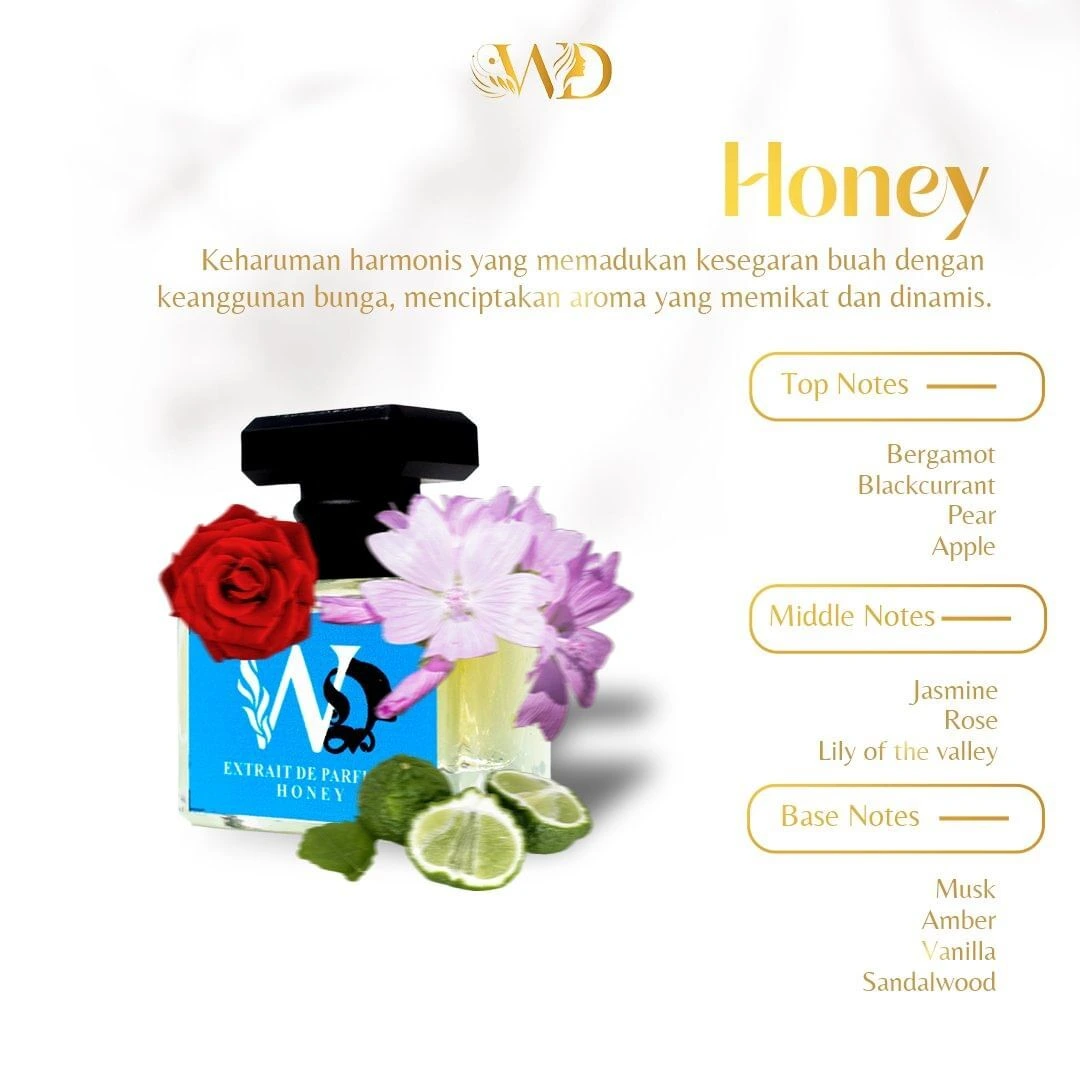 WD
Honey
Keharuman harmonis yang memadukan kesegaran buah dengan
keanggunan bunga, menciptakan aroma yang memikat dan dinamis.
Top Notes
Bergamot
Blackcurrant
Pear
Apple
Middle Notes
Jasmine
Rose
Lily of the valley
Base Notes
Musk
Amber
Vanilla
Sandalwood
WD
EXTRAIT DE
HONEY